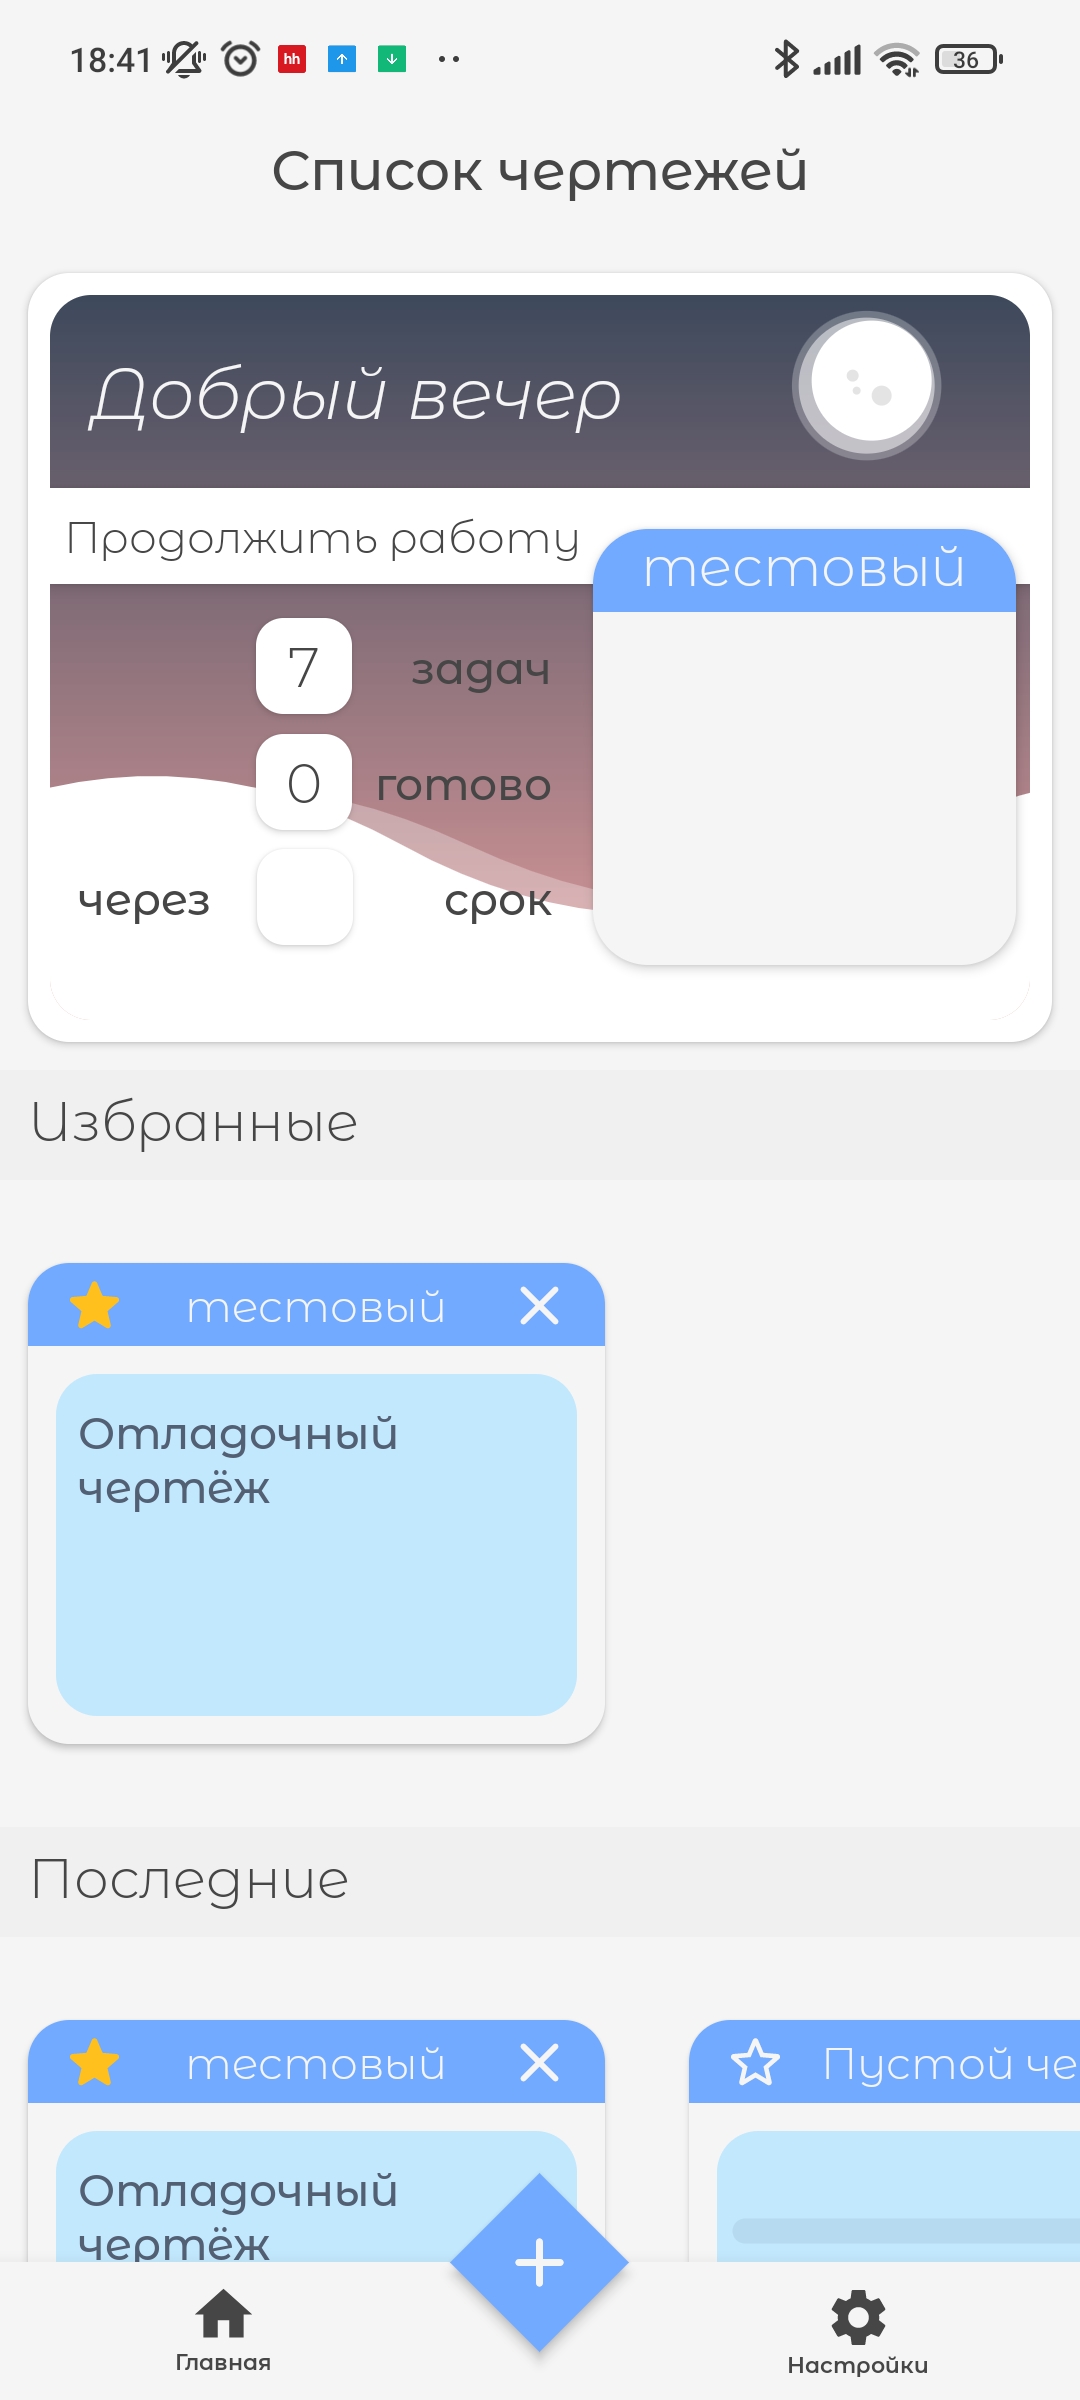 18:41 hh 36
Список чертежей
Добрый вечер
Продолжить работу
тестовый
7 задач
0 готово
через срок
Избранные
тестовый
Отладочный
чертёж
Последние
тестовый
Пустой че
Отладочный
чертёж
Главная
Настройки